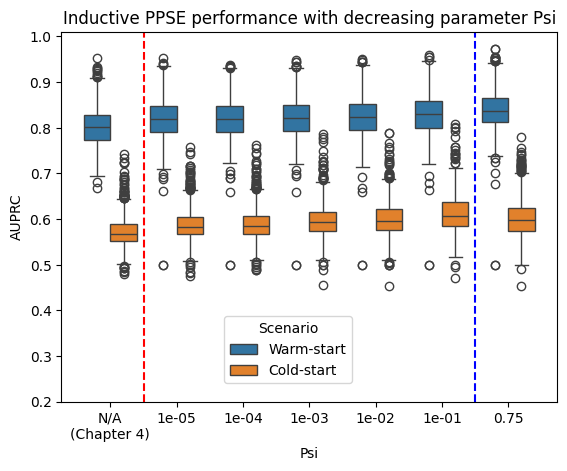 Inductive PPSE performance with decreasing parameter Psi
1.0
0.9
0.8
0.7
0.6
0.5
0.4
0.3
0.2
AUPRC
Scenario
Warm-start
Cold-start
N/A
(Chapter 4)
1e-05
1e-04
1e-03
1e-02
1e-01
0.75
Psi